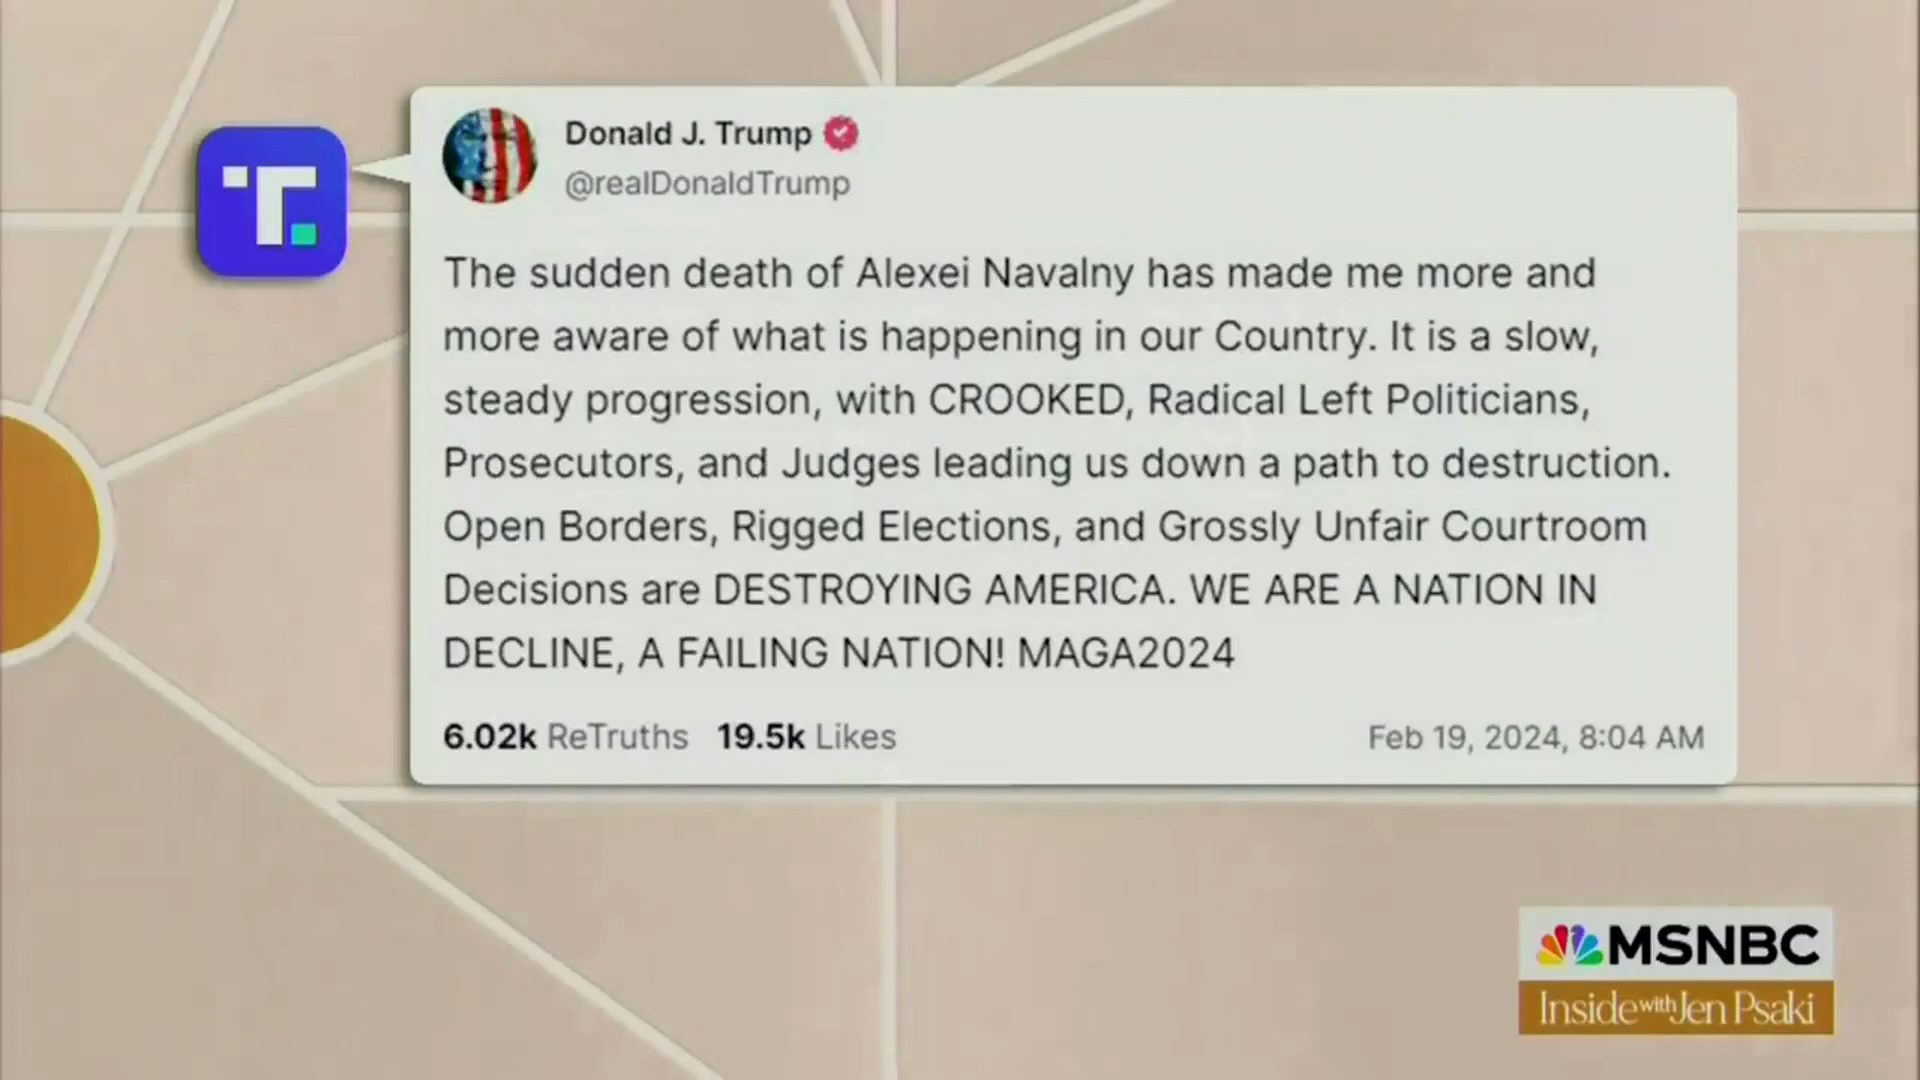 T.
Donald J. Trump
@realDonaldTrump
The sudden death of Alexei Navalny has made me more and
more aware of what is happening in our Country. It is a slow,
steady progression, with CROOKED, Radical Left Politicians,
Prosecutors, and Judges leading us down a path to destruction.
Open Borders, Rigged Elections, and Grossly Unfair Courtroom
Decisions are DESTROYING AMERICA. WE ARE A NATION IN
DECLINE, A FAILING NATION! MAGA2024
6.02k ReTruths 19.5k Likes Feb 19, 2024, 8:04 AM
MSNBC
Inside with Jen Psaki